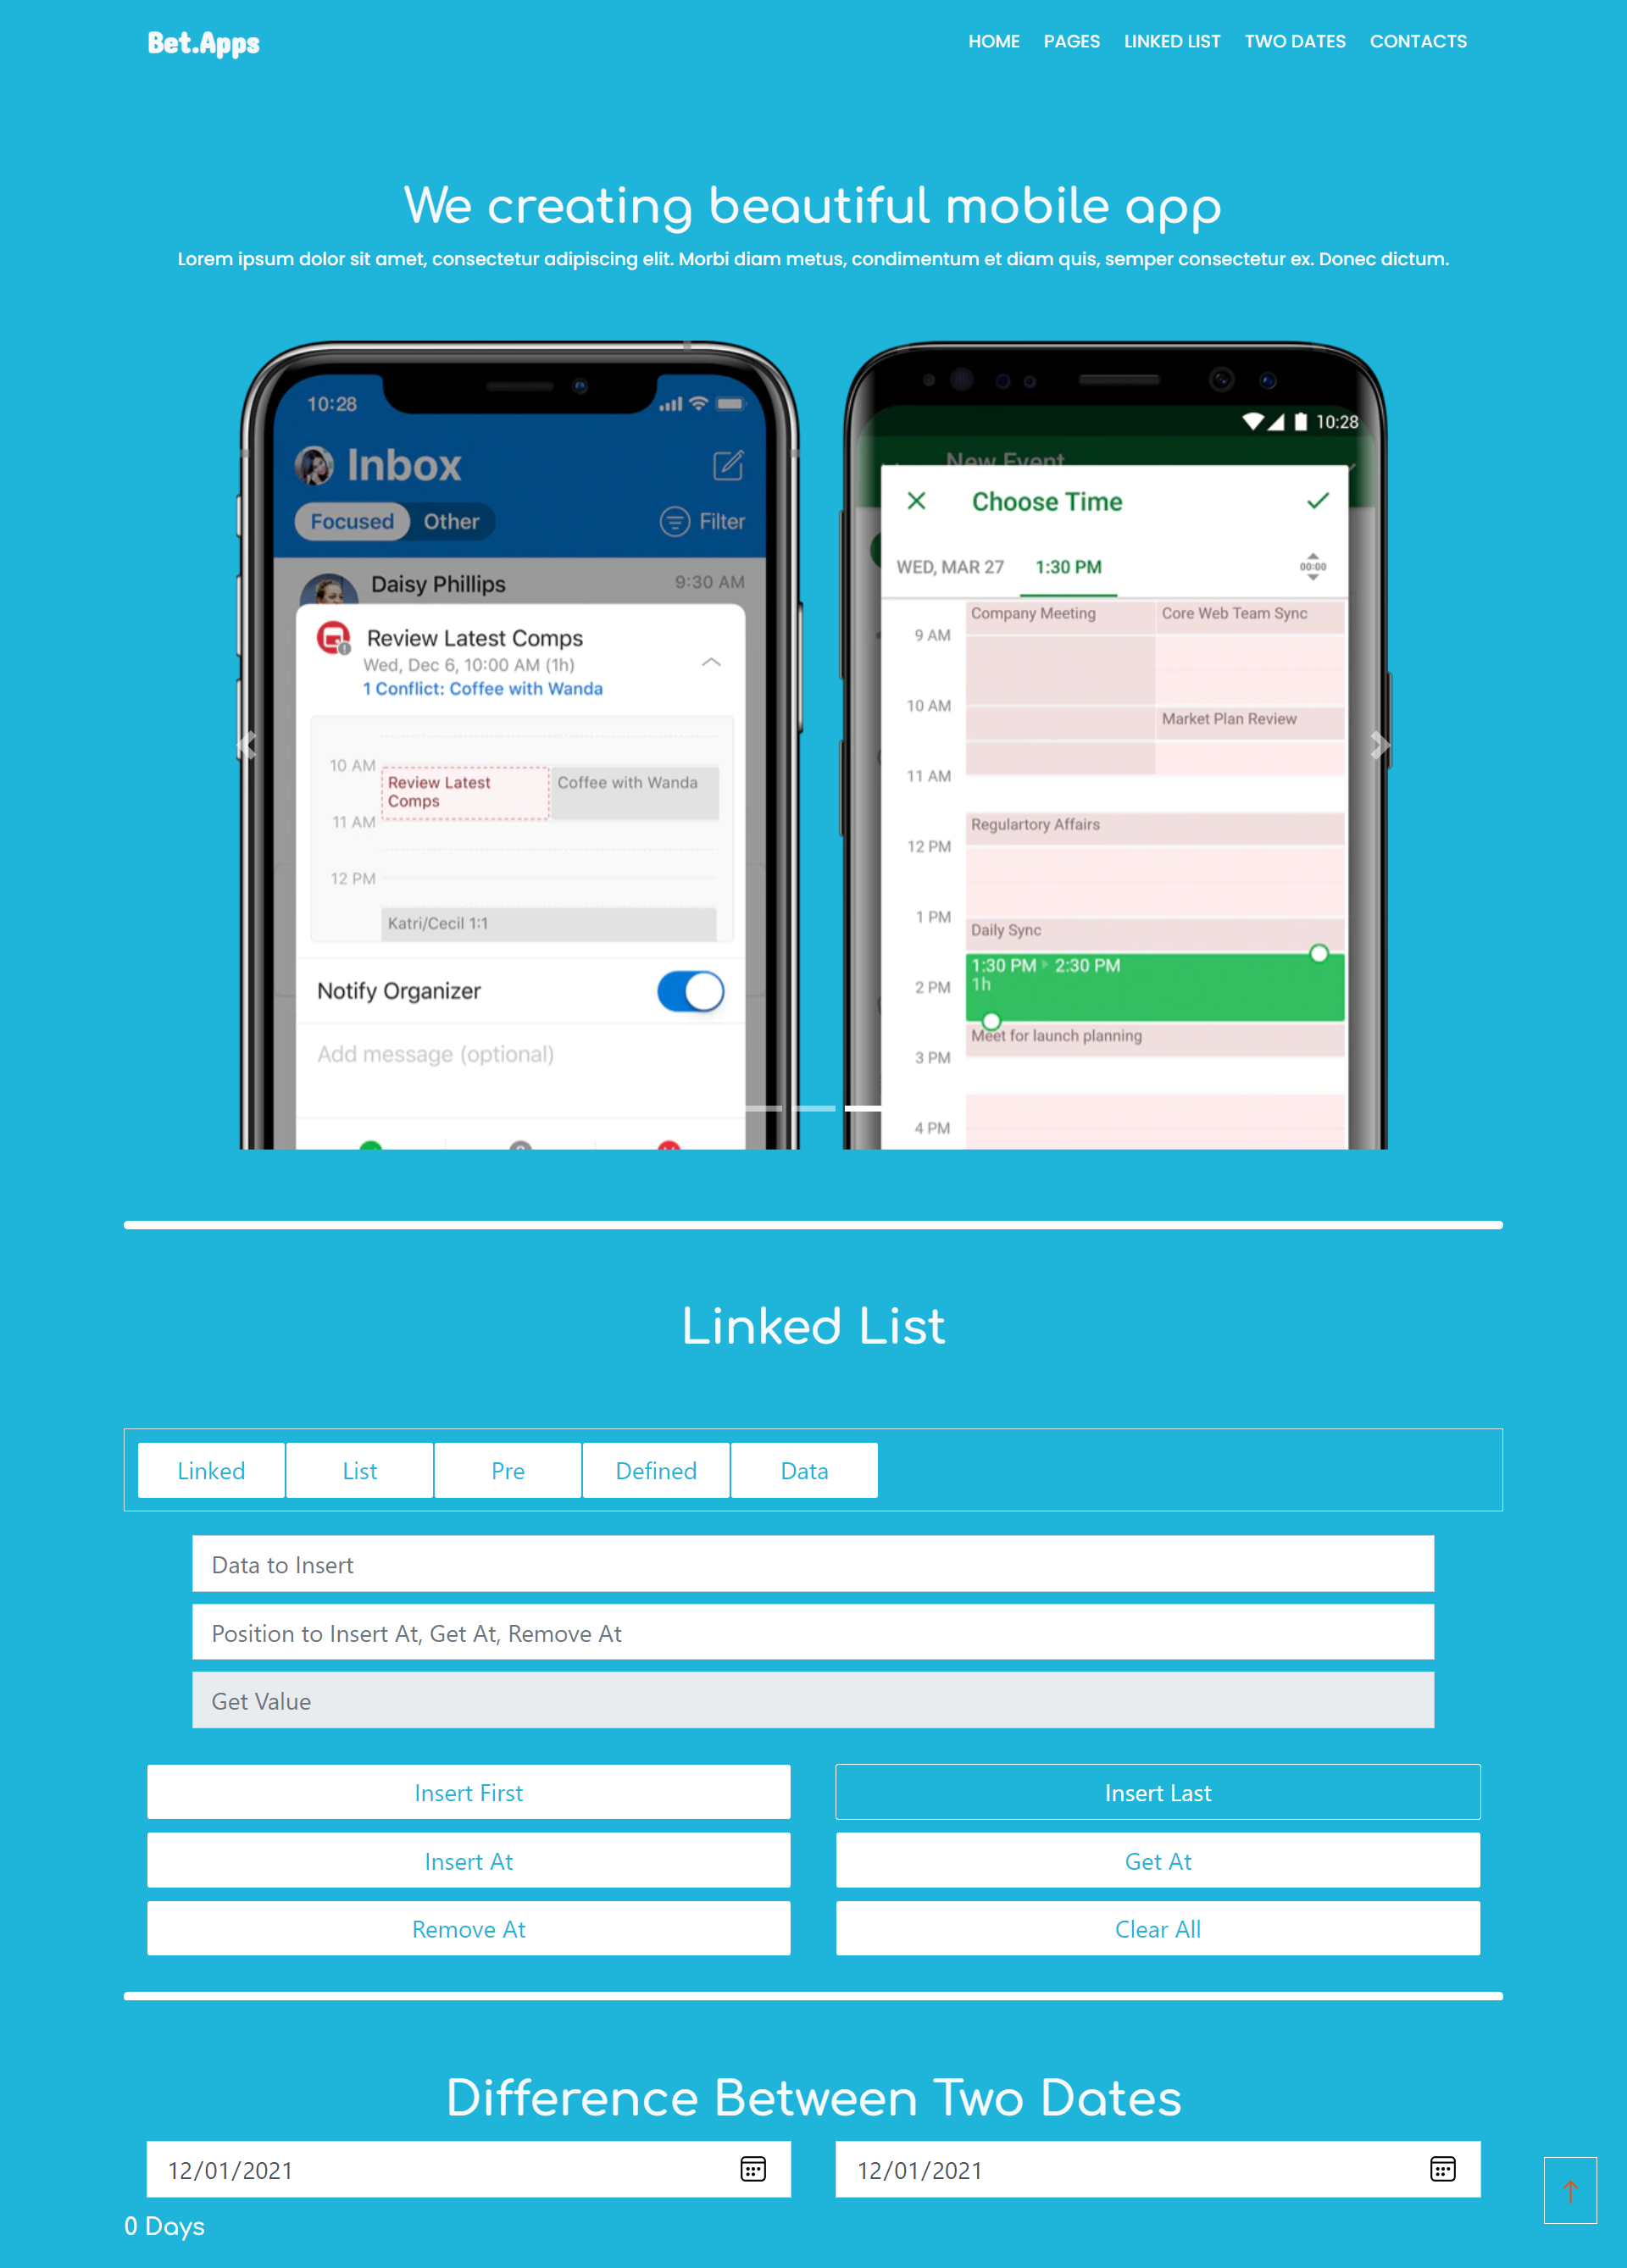 Bet.Apps
HOME PAGES LINKED LIST TWO DATES CONTACTS
We creating beautiful mobile app
Lorem ipsum dolor sit amet, consectetur adipiscing elit. Morbi diam metus, condimentum et diam quis, semper consectetur ex. Donec dictum.
10:28
Inbox
Focused Other
Filter
Daisy Phillips
9:30 AM
Review Latest Comps
Wed, Dec 6, 10:00 AM (1h)
1 Conflict: Coffee with Wanda
10 AM
Review Latest
Comps
Coffee with Wanda
11 AM
12 PM
Katri/Cecil 1:1
Notify Organizer
Add message (optional)
10:28
New Event
Choose Time
WED, MAR 27
1:30 PM
00:00
Company Meeting
Core Web Team Sync
9 AM
10 AM
Market Plan Review
11 AM
Regulartory Affairs
12 PM
1 PM
Daily Sync
1:30 PM 2:30 PM
1h
2 PM
Meet for launch planning
3 PM
4 PM
Linked List
Linked List Pre Defined Data
Data to Insert
Position to Insert At, Get At, Remove At
Get Value
Insert First
Insert Last
Insert At
Get At
Remove At
Clear All
Difference Between Two Dates
12/01/2021
12/01/2021
0 Days